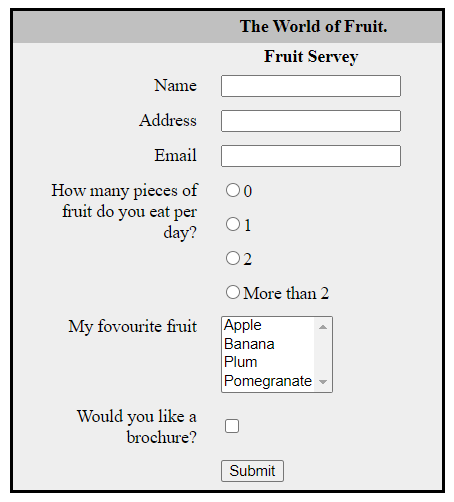 The World of Fruit.
Fruit Servey
Name
Address
Email
How many pieces of
fruit do you eat per
day?
0
1
2
More than 2
My fovourite fruit
Apple
Banana
Plum
Pomegranate
Would you like a
brochure?
Submit